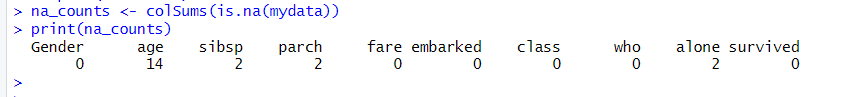 > na_counts <- colSums(is.na(mydata))
> print(na_counts)
Gender age sibsp parch fare embarked class who alone survived
0 14 2 2 0 0 0 0 2 0
>